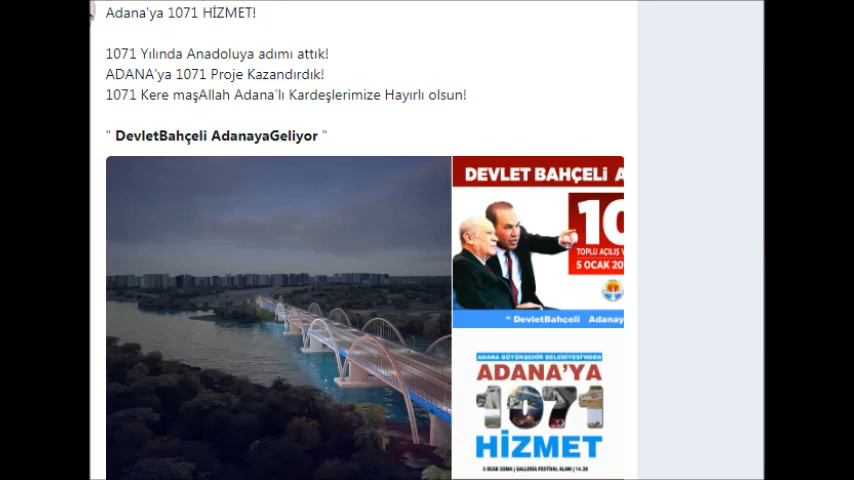 Adana'ya 1071 HİZMET!
1071 Yılında Anadoluya adımı attık!
ADANA'ya 1071 Proje Kazandırdık!
1071 Kere maşAllah Adana'lı Kardeşlerimize Hayırlı olsun!
" DevletBahçeli AdanayaGeliyor "
DEVLET BAHÇELİ A
10
TOPLU AÇILIŞ V
5 OCAK 20
" DevletBahçeli Adanay
ADANA BÜYÜKŞEHİR BELEDİYESİ'NDEN
ADANA'YA
1071
HİZMET
5 OCAK CUMA | GALLERIA FESTİVAL ALANI | 14.30